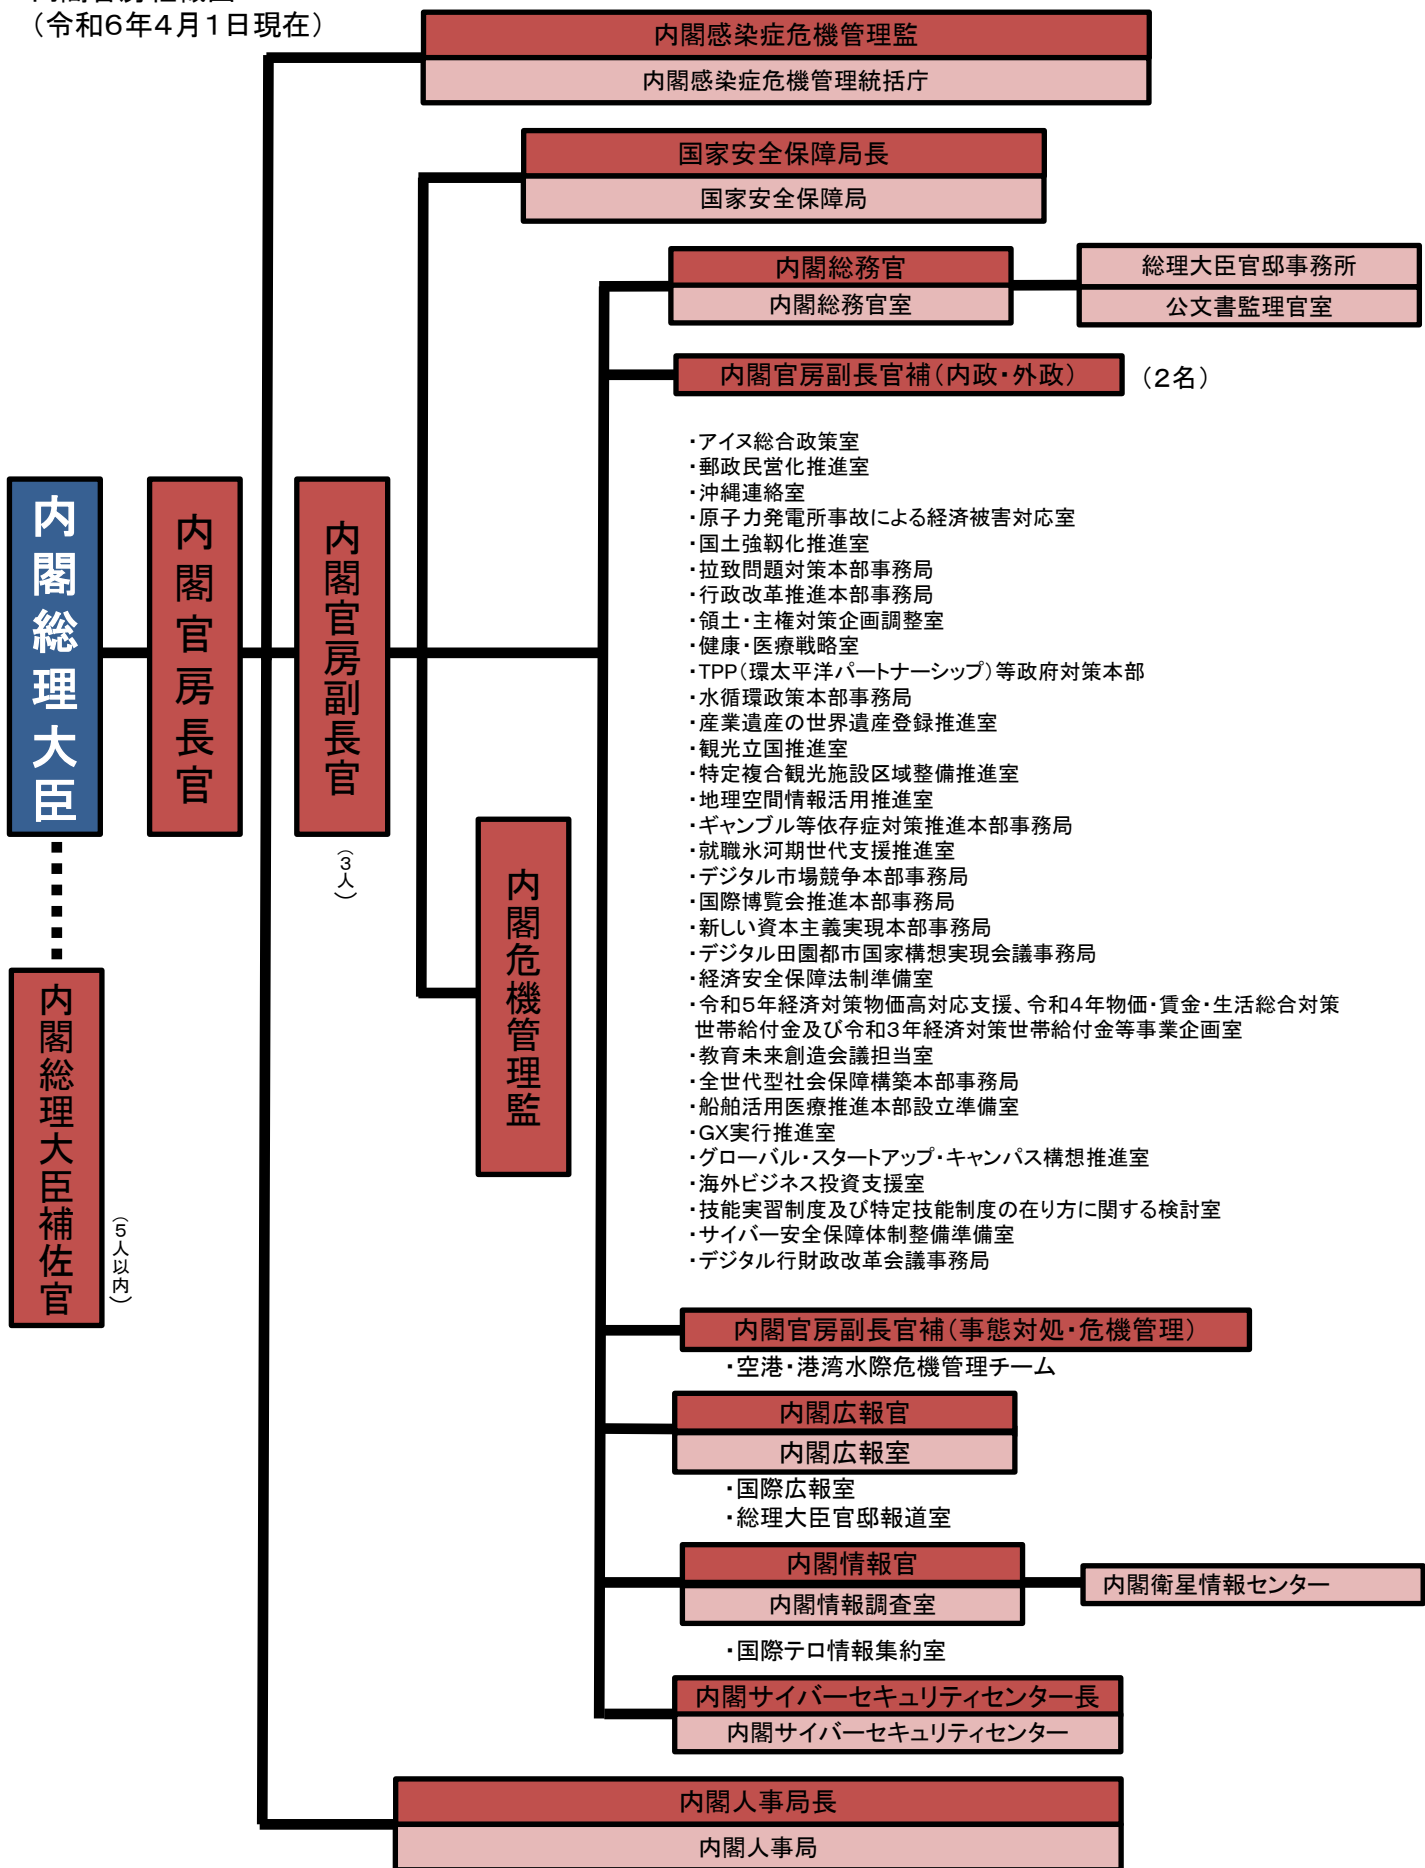 （令和6年4月1日現在）
内閣感染症危機管理監
内閣感染症危機管理統括庁
国家安全保障局長
国家安全保障局
内閣総務官
内閣総務官室
総理大臣官邸事務所
公文書監理官室
内閣官房副長官補（内政・外政）
（2名）
・アイヌ総合政策室
・郵政民営化推進室
・沖縄連絡室
・原子力発電所事故による経済被害対応室
・国土強靱化推進室
・拉致問題対策本部事務局
・行政改革推進本部事務局
・領土・主権対策企画調整室
・健康・医療戦略室
・TPP（環太平洋パートナーシップ）等政府対策本部
・水循環政策本部事務局
・産業遺産の世界遺産登録推進室
・観光立国推進室
・特定複合観光施設区域整備推進室
・地理空間情報活用推進室
・ギャンブル等依存症対策推進本部事務局
・就職氷河期世代支援推進室
・デジタル市場競争本部事務局
・国際博覧会推進本部事務局
・新しい資本主義実現本部事務局
・デジタル田園都市国家構想実現会議事務局
・経済安全保障法制準備室
・令和5年経済対策物価高対応支援、令和4年物価・賃金・生活総合対策
世帯給付金及び令和3年経済対策世帯給付金等事業企画室
・教育未来創造会議担当室
・全世代型社会保障構築本部事務局
・船舶活用医療推進本部設立準備室
・GX実行推進室
・グローバル・スタートアップ・キャンパス構想推進室
・海外ビジネス投資支援室
・技能実習制度及び特定技能制度の在り方に関する検討室
・サイバー安全保障体制整備準備室
・デジタル行財政改革会議事務局
内閣総理大臣
内閣官房長官
内閣官房副長官
（3人）
内閣危機管理監
内閣総理大臣補佐官
（5人以内）
内閣官房副長官補（事態対処・危機管理）
・空港・港湾水際危機管理チーム
内閣広報官
内閣広報室
・国際広報室
・総理大臣官邸報道室
内閣情報官
内閣情報調査室
内閣衛星情報センター
・国際テロ情報集約室
内閣サイバーセキュリティセンター長
内閣サイバーセキュリティセンター
内閣人事局長
内閣人事局